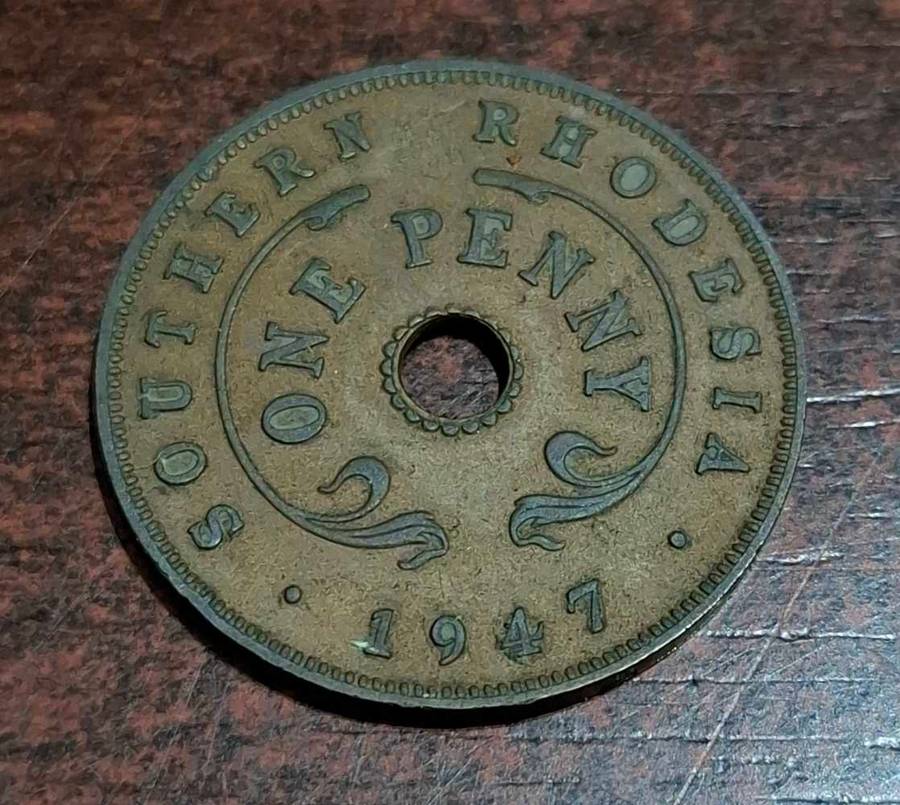 SOUTHERN RHODESIA
ONE PENNY
1947